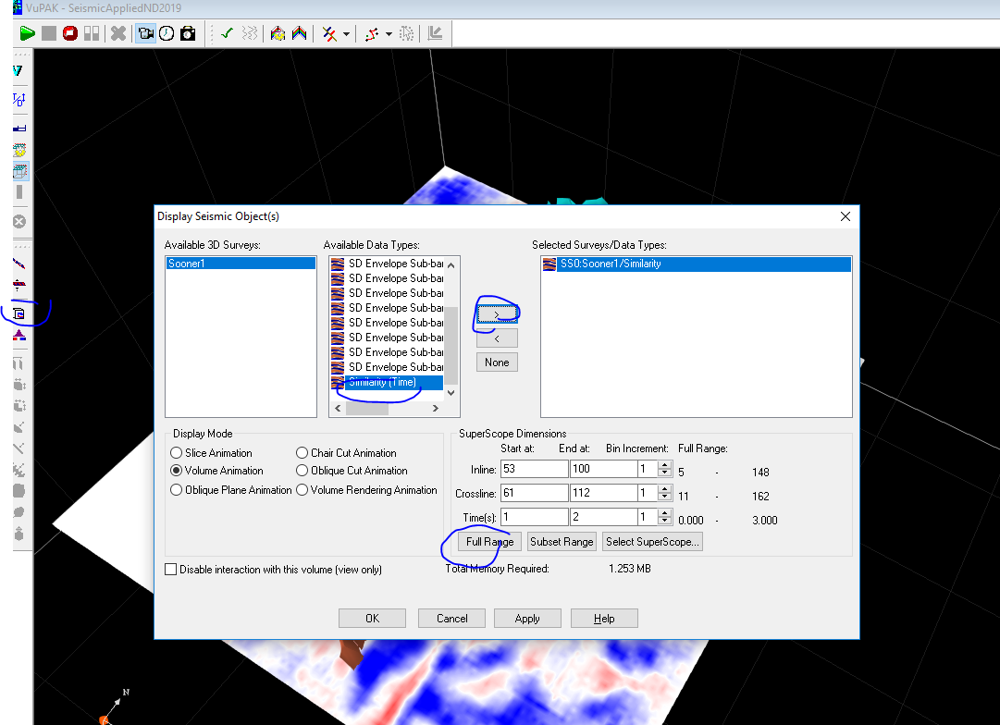 VuPAK - SeismicAppliedND2019
Display Seismic Object(s)
Available 3D Surveys:
Available Data Types:
Selected Surveys/Data Types:
Sooner1
SD Envelope Sub-bar
SD Envelope Sub-bar
SD Envelope Sub-bar
SD Envelope Sub-bar
SD Envelope Sub-bar
SD Envelope Sub-bar
SD Envelope Sub-bar
SD Envelope Sub-bar
Similarity (Time)
>
<
None
SS0:Sooner1/Similarity
Display Mode
Slice Animation
Chair Cut Animation
Volume Animation
Oblique Cut Animation
Oblique Plane Animation
Volume Rendering Animation
SuperScope Dimensions
Start at: End at: Bin Increment: Full Range:
Inline: 53 100 1 5 - 148
Crossline: 61 112 1 11 - 162
Time(s): 1 2 1 0.000 - 3.000
Full Range Subset Range Select SuperScope...
Disable interaction with this volume (view only)
Total Memory Required: 1.253 MB
OK Cancel Apply Help
N